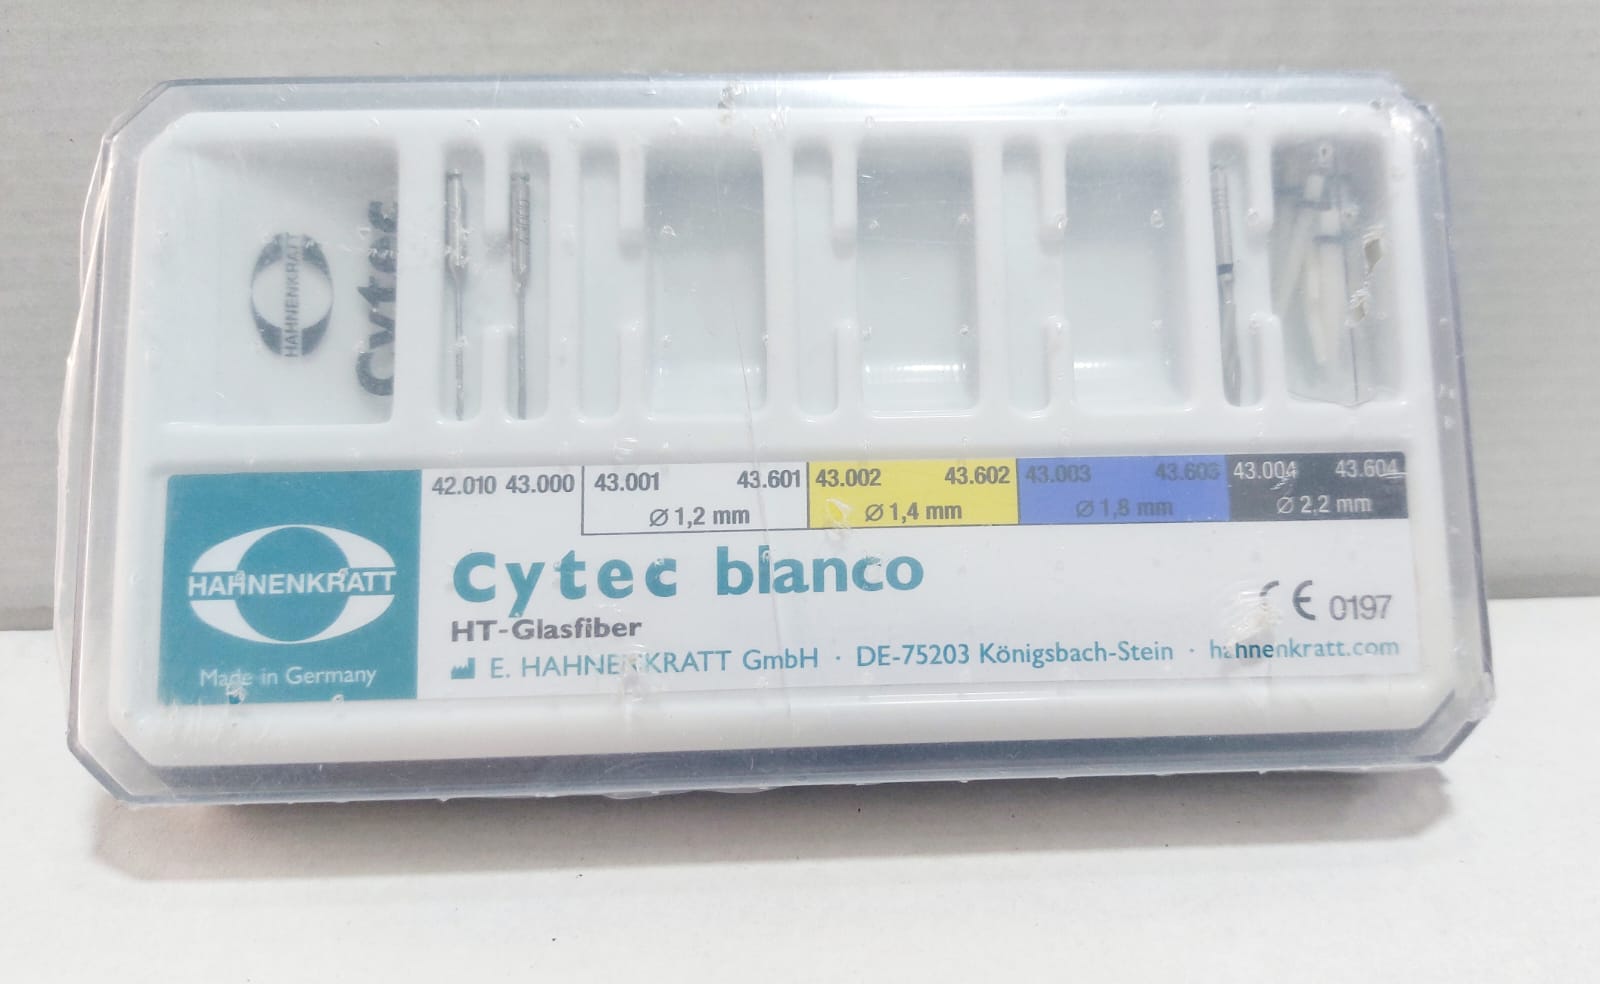 HAHNENKRATT
Cytec
42.010 43.000 43.001 43.601 43.002 43.602 43.003 43.603 43.004 43.604
Ø 1,2 mm Ø 1,4 mm Ø 1,8 mm Ø 2,2 mm
HAHNENKRATT
Made in Germany
Cytec blanco
HT-Glasfiber
CE 0197
E. HAHNENKRATT GmbH · DE-75203 Königsbach-Stein · hahnenkratt.com